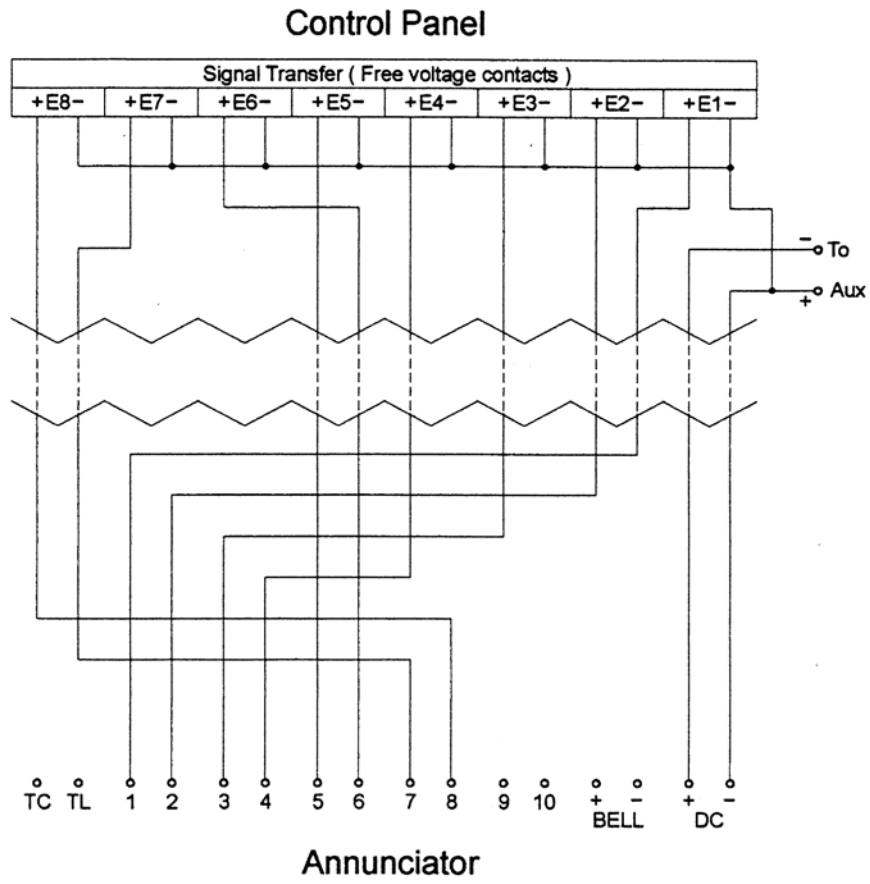 Control Panel
Signal Transfer ( Free voltage contacts )
+E8− +E7− +E6− +E5− +E4− +E3− +E2− +E1−
− To
+ Aux
TC TL 1 2 3 4 5 6 7 8 9 10 + − + −
BELL DC
Annunciator